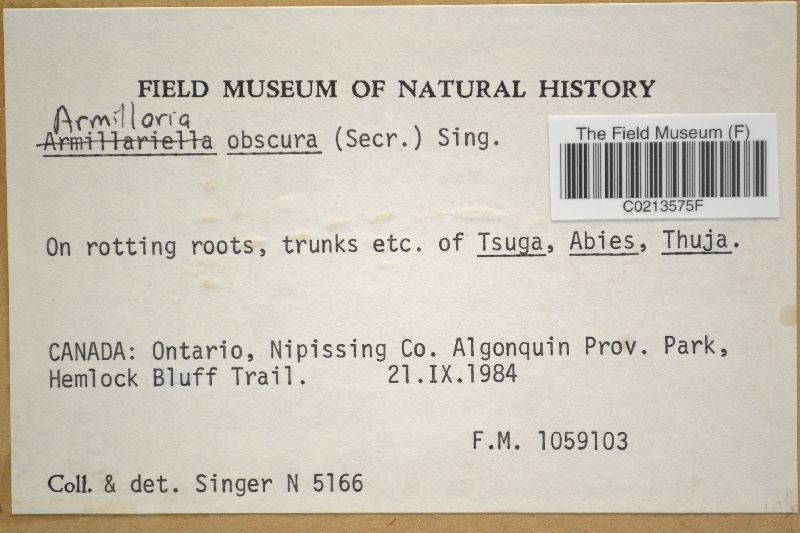 FIELD MUSEUM OF NATURAL HISTORY
Armillaria
Armillariella obscura (Secr.) Sing.
The Field Museum (F)
C0213575F
On rotting roots, trunks etc. of Tsuga, Abies, Thuja.
CANADA: Ontario, Nipissing Co. Algonquin Prov. Park,
Hemlock Bluff Trail. 21.IX.1984
F.M. 1059103
Coll. & det. Singer N 5166